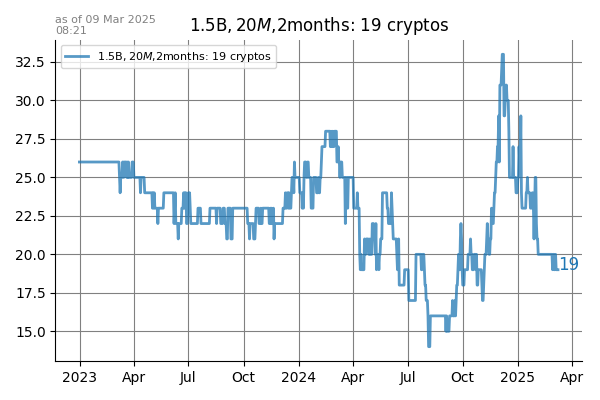 as of 09 Mar 2025
08:21
1.5B, 20M,2months: 19 cryptos
1.5B, 20M,2months: 19 cryptos
32.5
30.0
27.5
25.0
22.5
20.0
17.5
15.0
19
2023 Apr Jul Oct 2024 Apr Jul Oct 2025 Apr